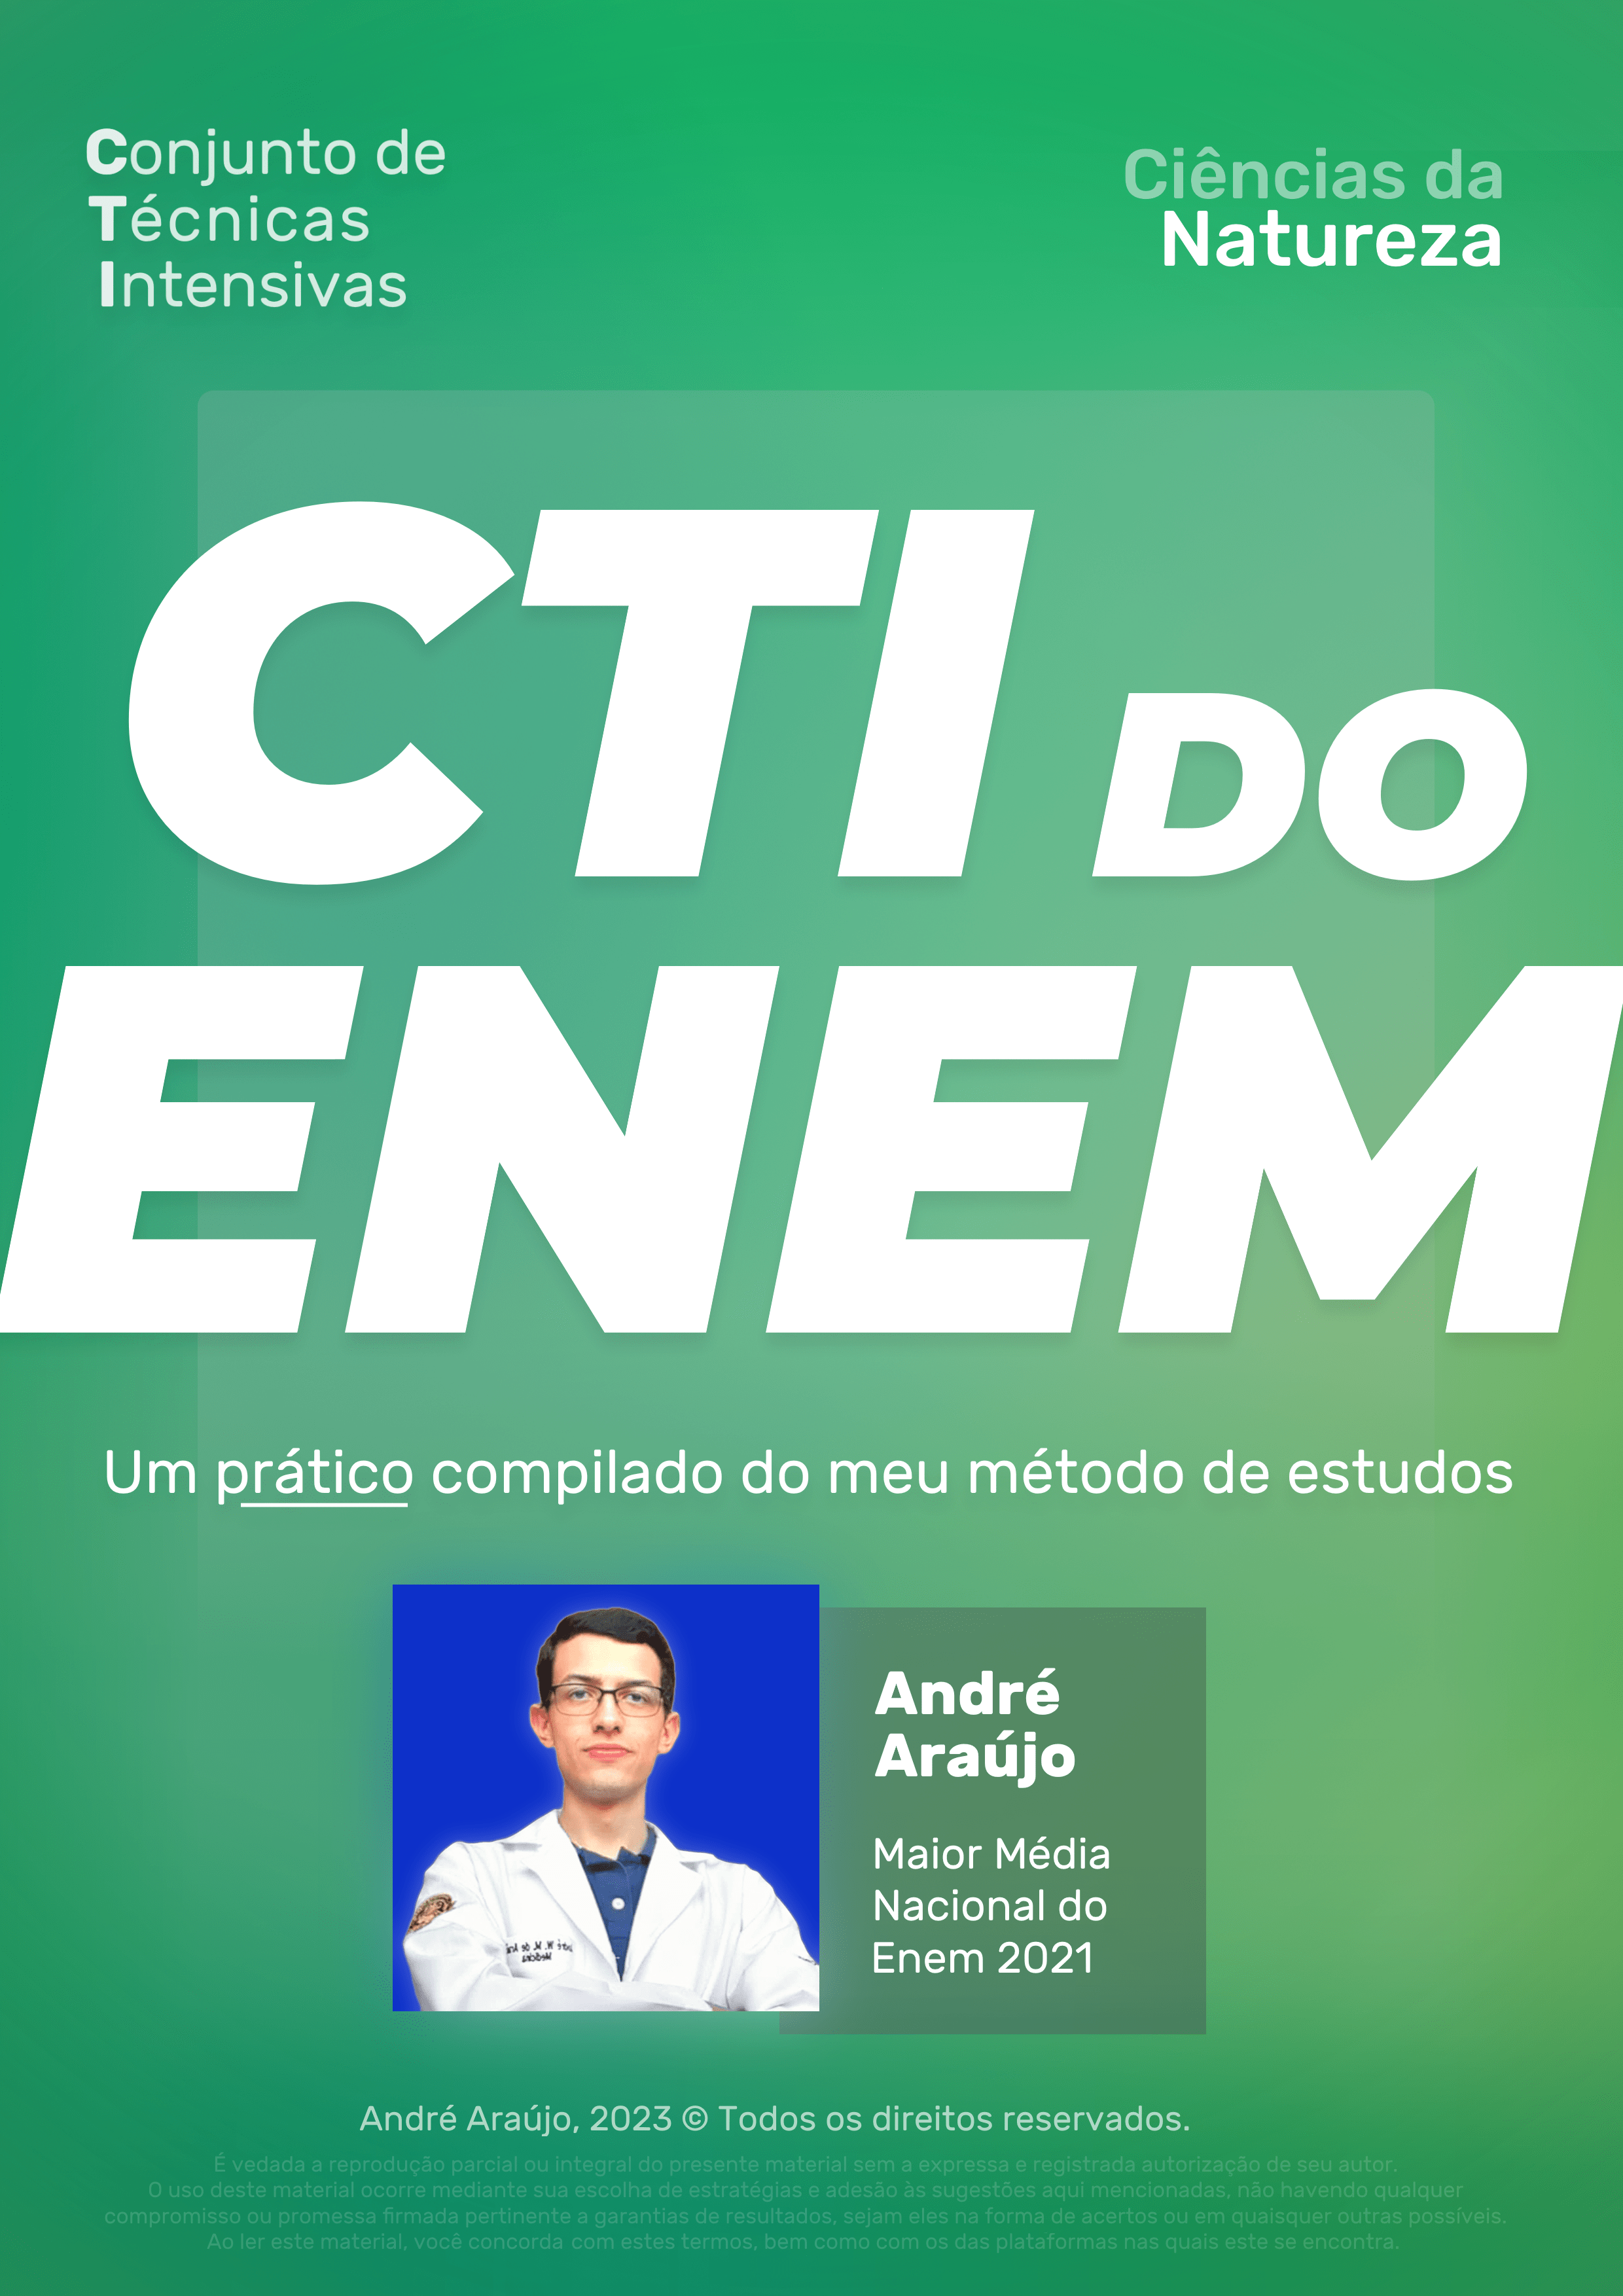 Conjunto de
Técnicas
Intensivas
Ciências da
Natureza
CTI DO
ENEM
Um prático compilado do meu método de estudos
André
Araújo
Maior Média
Nacional do
Enem 2021
André Araújo, 2023 © Todos os direitos reservados.
É vedada a reprodução parcial ou integral do presente material sem a expressa e registrada autorização de seu autor.
O uso deste material ocorre mediante sua escolha de estratégias e adesão às sugestões aqui mencionadas, não havendo qualquer
compromisso ou promessa firmada pertinente a garantias de resultados, sejam eles na forma de acertos ou em quaisquer outras possíveis.
Ao ler este material, você concorda com estes termos, bem como com os das plataformas nas quais este se encontra.